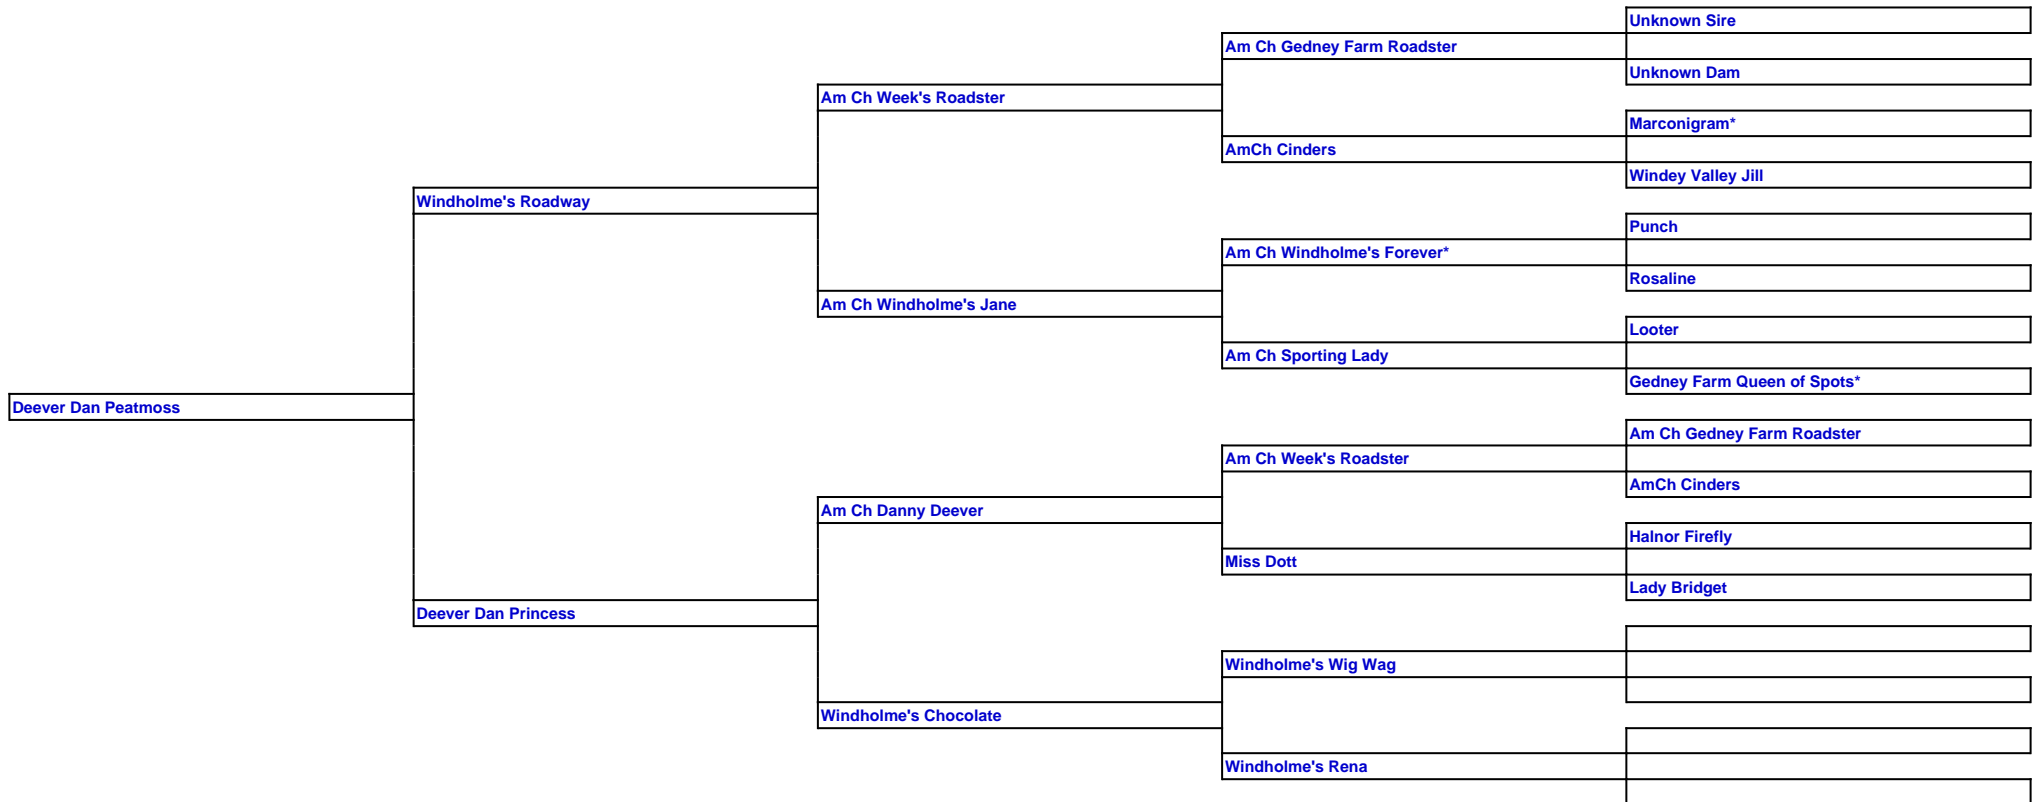 Unknown Sire
Am Ch Gedney Farm Roadster
Unknown Dam
Am Ch Week's Roadster
Marconigram*
AmCh Cinders
Windey Valley Jill
Windholme's Roadway
Punch
Am Ch Windholme's Forever*
Rosaline
Am Ch Windholme's Jane
Looter
Am Ch Sporting Lady
Gedney Farm Queen of Spots*
Deever Dan Peatmoss
Am Ch Gedney Farm Roadster
Am Ch Week's Roadster
AmCh Cinders
Am Ch Danny Deever
Halnor Firefly
Miss Dott
Lady Bridget
Deever Dan Princess
Windholme's Wig Wag
Windholme's Chocolate
Windholme's Rena